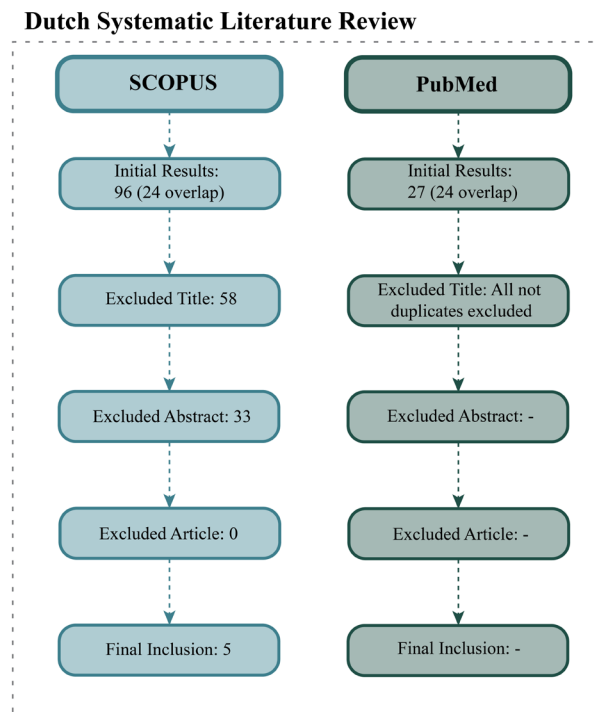 Dutch Systematic Literature Review
SCOPUS
Initial Results:
96 (24 overlap)
Excluded Title: 58
Excluded Abstract: 33
Excluded Article: 0
Final Inclusion: 5
PubMed
Initial Results:
27 (24 overlap)
Excluded Title: All not
duplicates excluded
Excluded Abstract: -
Excluded Article: -
Final Inclusion: -